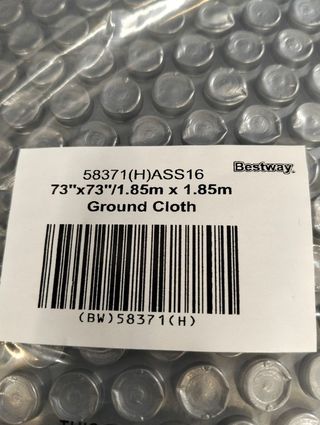 58371(H)ASS16
Bestway
73"x73"/1.85m x 1.85m
Ground Cloth
(BW)58371(H)